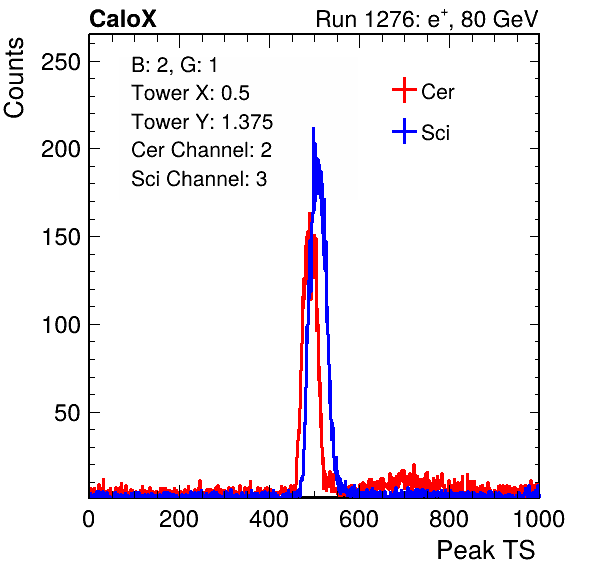 CaloX Run 1276: e⁺, 80 GeV
B: 2, G: 1
Tower X: 0.5
Tower Y: 1.375
Cer Channel: 2
Sci Channel: 3
Cer
Sci
Counts
250
200
150
100
50
0 200 400 600 800 1000
Peak TS